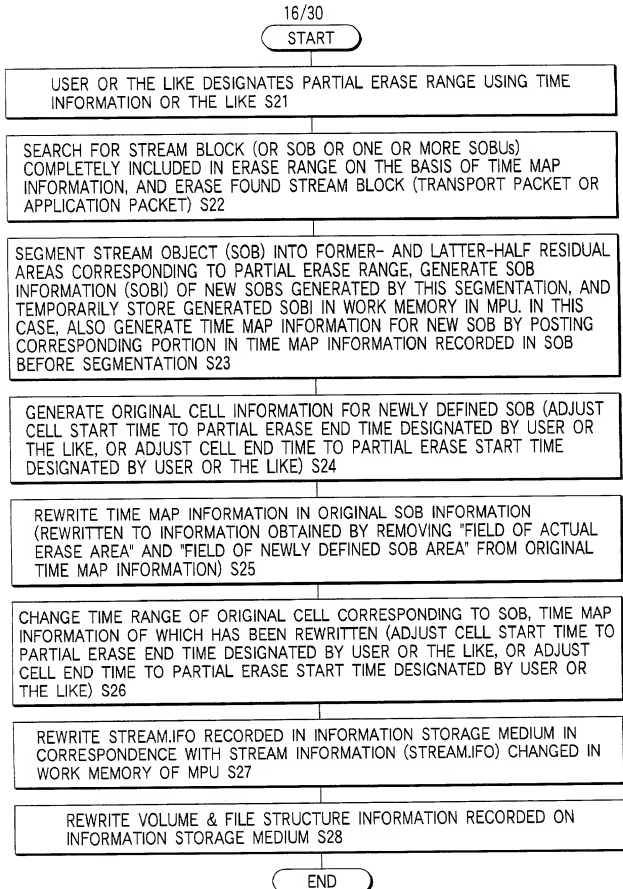 16/30
START
USER OR THE LIKE DESIGNATES PARTIAL ERASE RANGE USING TIME
INFORMATION OR THE LIKE S21
SEARCH FOR STREAM BLOCK (OR SOB OR ONE OR MORE SOBUs)
COMPLETELY INCLUDED IN ERASE RANGE ON THE BASIS OF TIME MAP
INFORMATION, AND ERASE FOUND STREAM BLOCK (TRANSPORT PACKET OR
APPLICATION PACKET) S22
SEGMENT STREAM OBJECT (SOB) INTO FORMER- AND LATTER-HALF RESIDUAL
AREAS CORRESPONDING TO PARTIAL ERASE RANGE, GENERATE SOB
INFORMATION (SOBI) OF NEW SOBS GENERATED BY THIS SEGMENTATION, AND
TEMPORARILY STORE GENERATED SOBI IN WORK MEMORY IN MPU. IN THIS
CASE, ALSO GENERATE TIME MAP INFORMATION FOR NEW SOB BY POSTING
CORRESPONDING PORTION IN TIME MAP INFORMATION RECORDED IN SOB
BEFORE SEGMENTATION S23
GENERATE ORIGINAL CELL INFORMATION FOR NEWLY DEFINED SOB (ADJUST
CELL START TIME TO PARTIAL ERASE END TIME DESIGNATED BY USER OR
THE LIKE, OR ADJUST CELL END TIME TO PARTIAL ERASE START TIME
DESIGNATED BY USER OR THE LIKE) S24
REWRITE TIME MAP INFORMATION IN ORIGINAL SOB INFORMATION
(REWRITTEN TO INFORMATION OBTAINED BY REMOVING "FIELD OF ACTUAL
ERASE AREA" AND "FIELD OF NEWLY DEFINED SOB AREA" FROM ORIGINAL
TIME MAP INFORMATION) S25
CHANGE TIME RANGE OF ORIGINAL CELL CORRESPONDING TO SOB, TIME MAP
INFORMATION OF WHICH HAS BEEN REWRITTEN (ADJUST CELL START TIME TO
PARTIAL ERASE END TIME DESIGNATED BY USER OR THE LIKE, OR ADJUST
CELL END TIME TO PARTIAL ERASE START TIME DESIGNATED BY USER OR
THE LIKE) S26
REWRITE STREAM.IFO RECORDED IN INFORMATION STORAGE MEDIUM IN
CORRESPONDENCE WITH STREAM INFORMATION (STREAM.IFO) CHANGED IN
WORK MEMORY OF MPU S27
REWRITE VOLUME & FILE STRUCTURE INFORMATION RECORDED ON
INFORMATION STORAGE MEDIUM S28
END